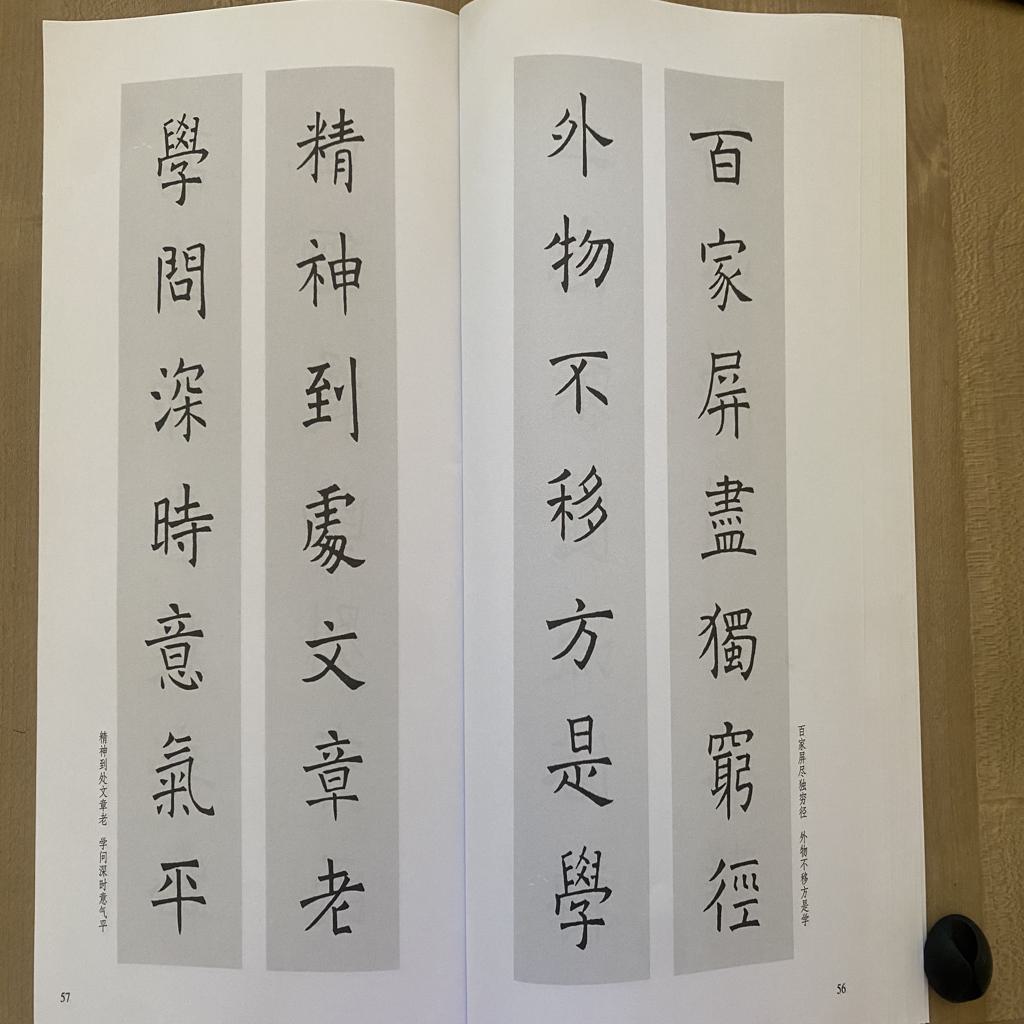 百家屏盡獨窮徑
外物不移方是學
百家屏尽独穷径 外物不移方是学
56
精神到處文章老
學問深時意氣平
精神到处文章老 学问深时意气平
57